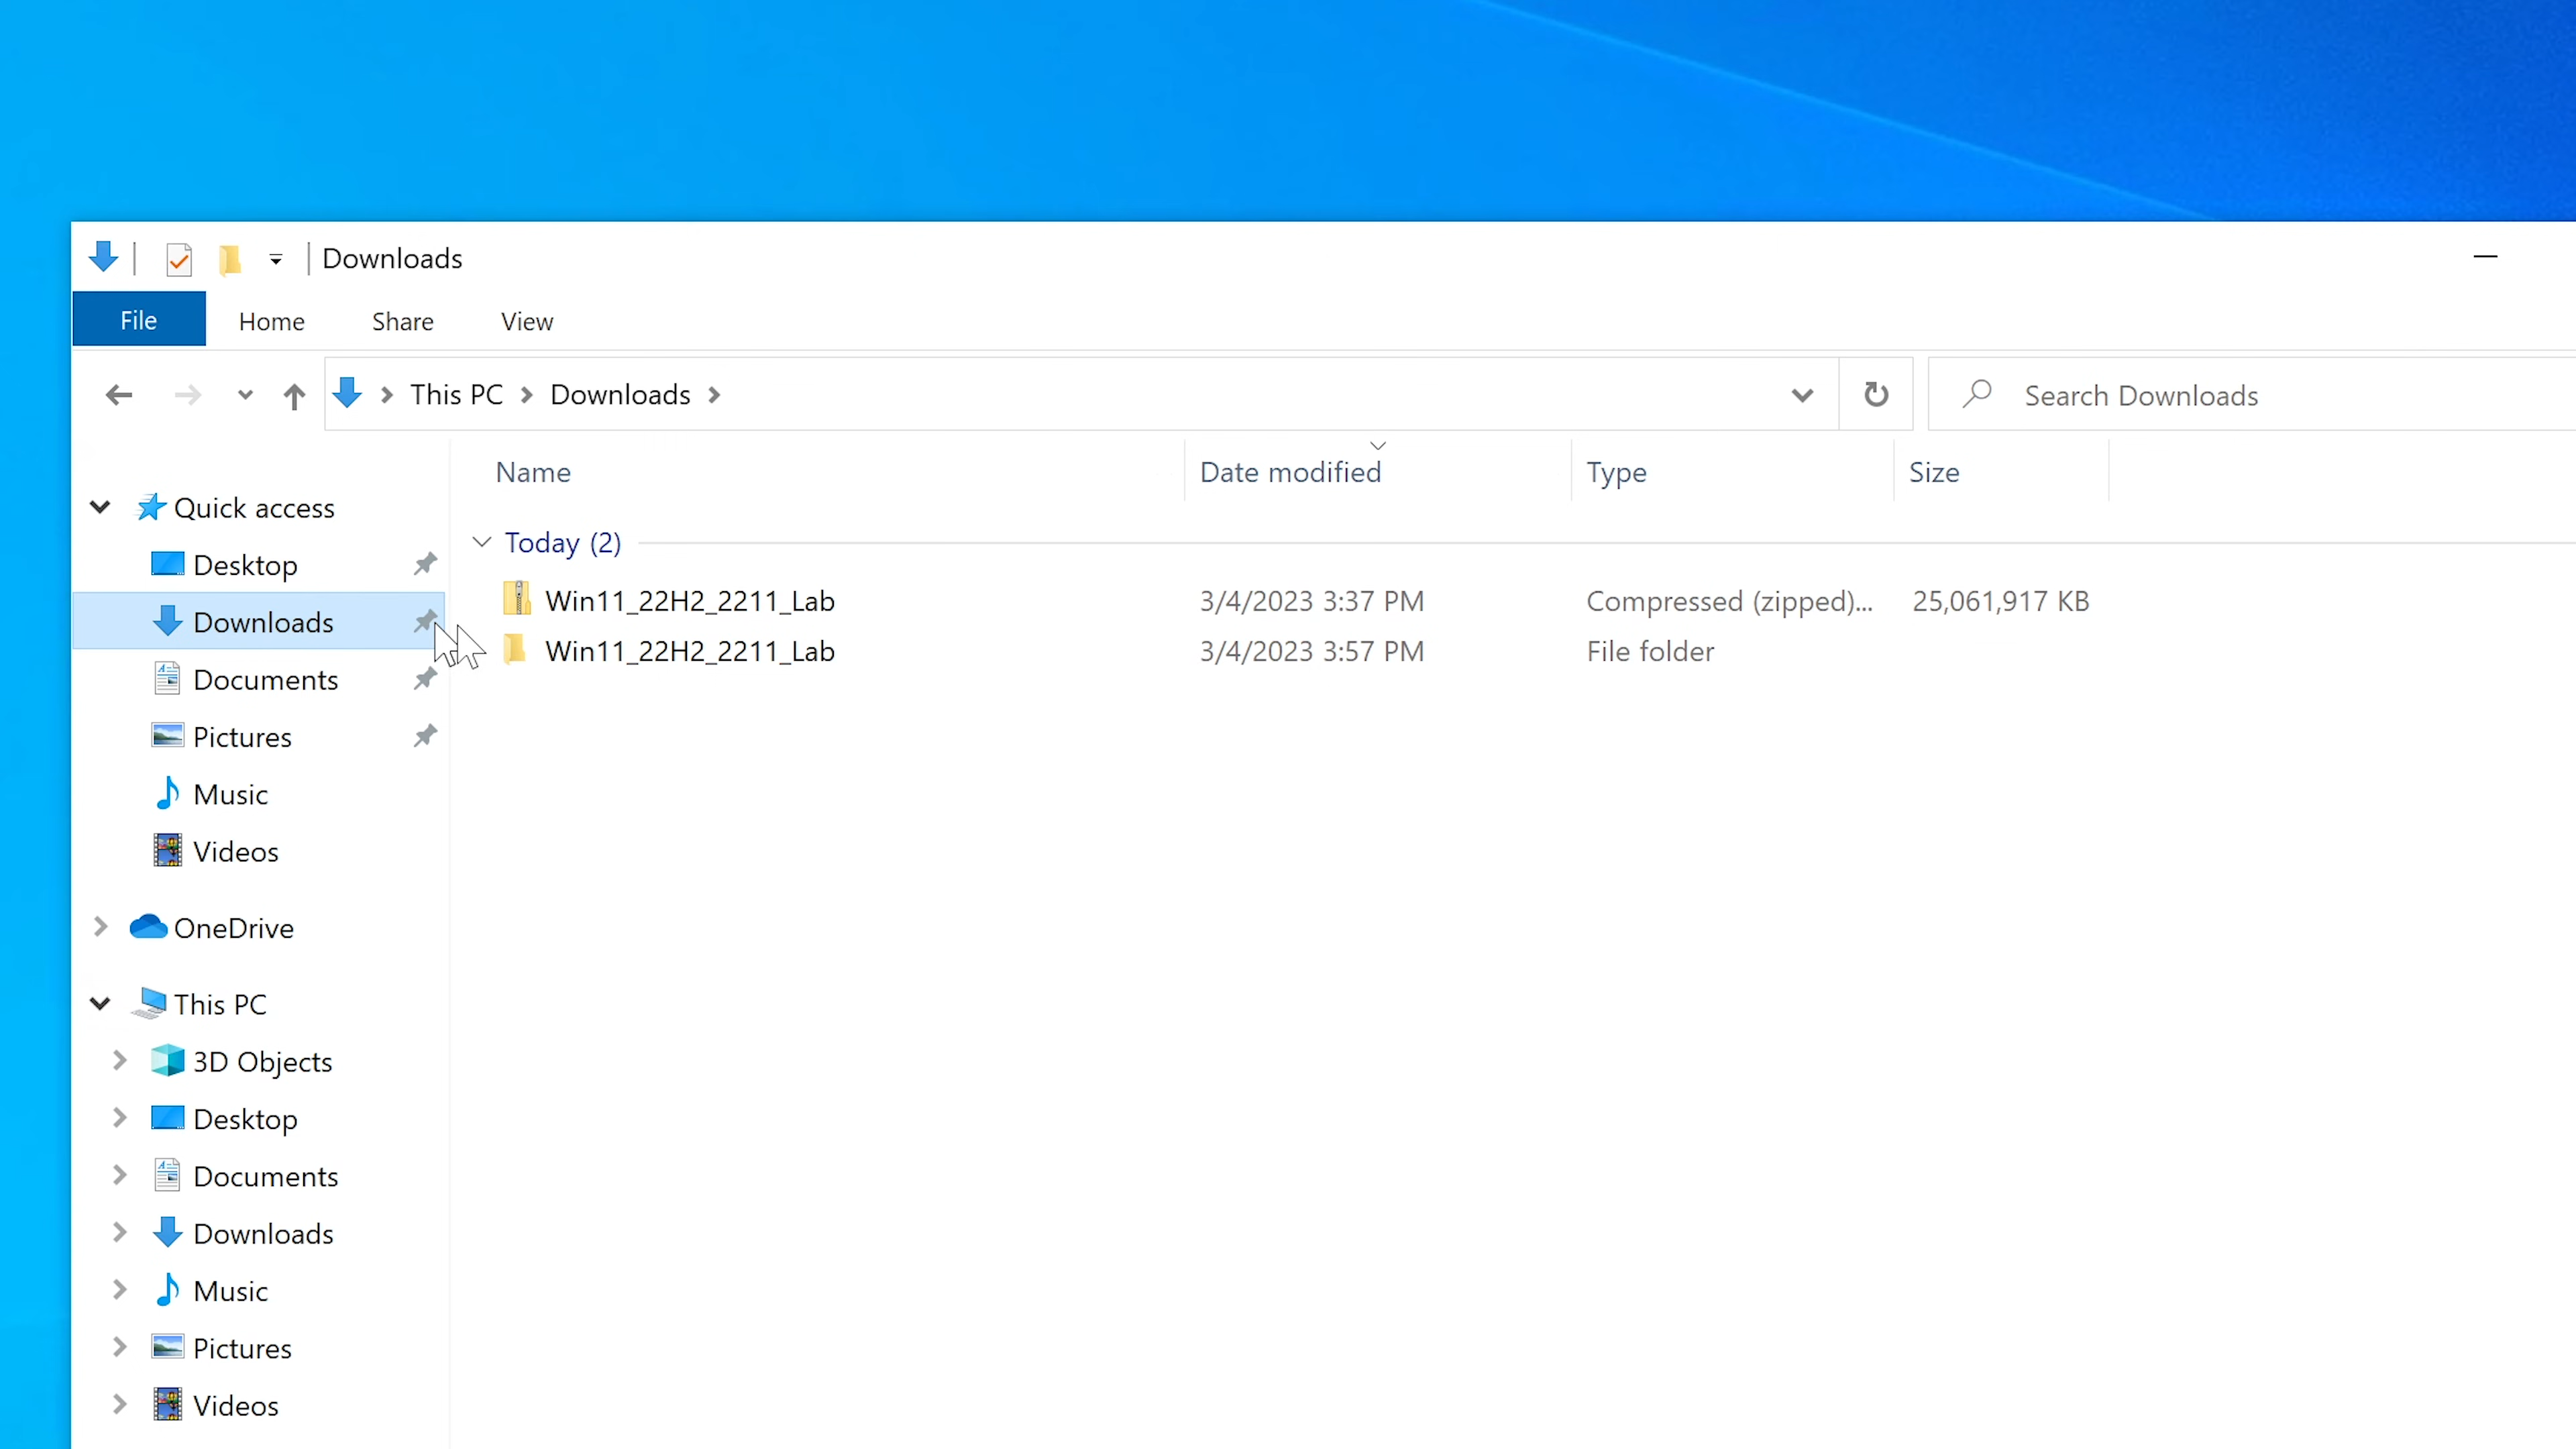 Downloads
File Home Share View
This PC Downloads
Search Downloads
Name Date modified Type Size
Quick access
Today (2)
Desktop
Win11_22H2_2211_Lab 3/4/2023 3:37 PM Compressed (zipped)... 25,061,917 KB
Downloads
Win11_22H2_2211_Lab 3/4/2023 3:57 PM File folder
Documents
Pictures
Music
Videos
OneDrive
This PC
3D Objects
Desktop
Documents
Downloads
Music
Pictures
Videos